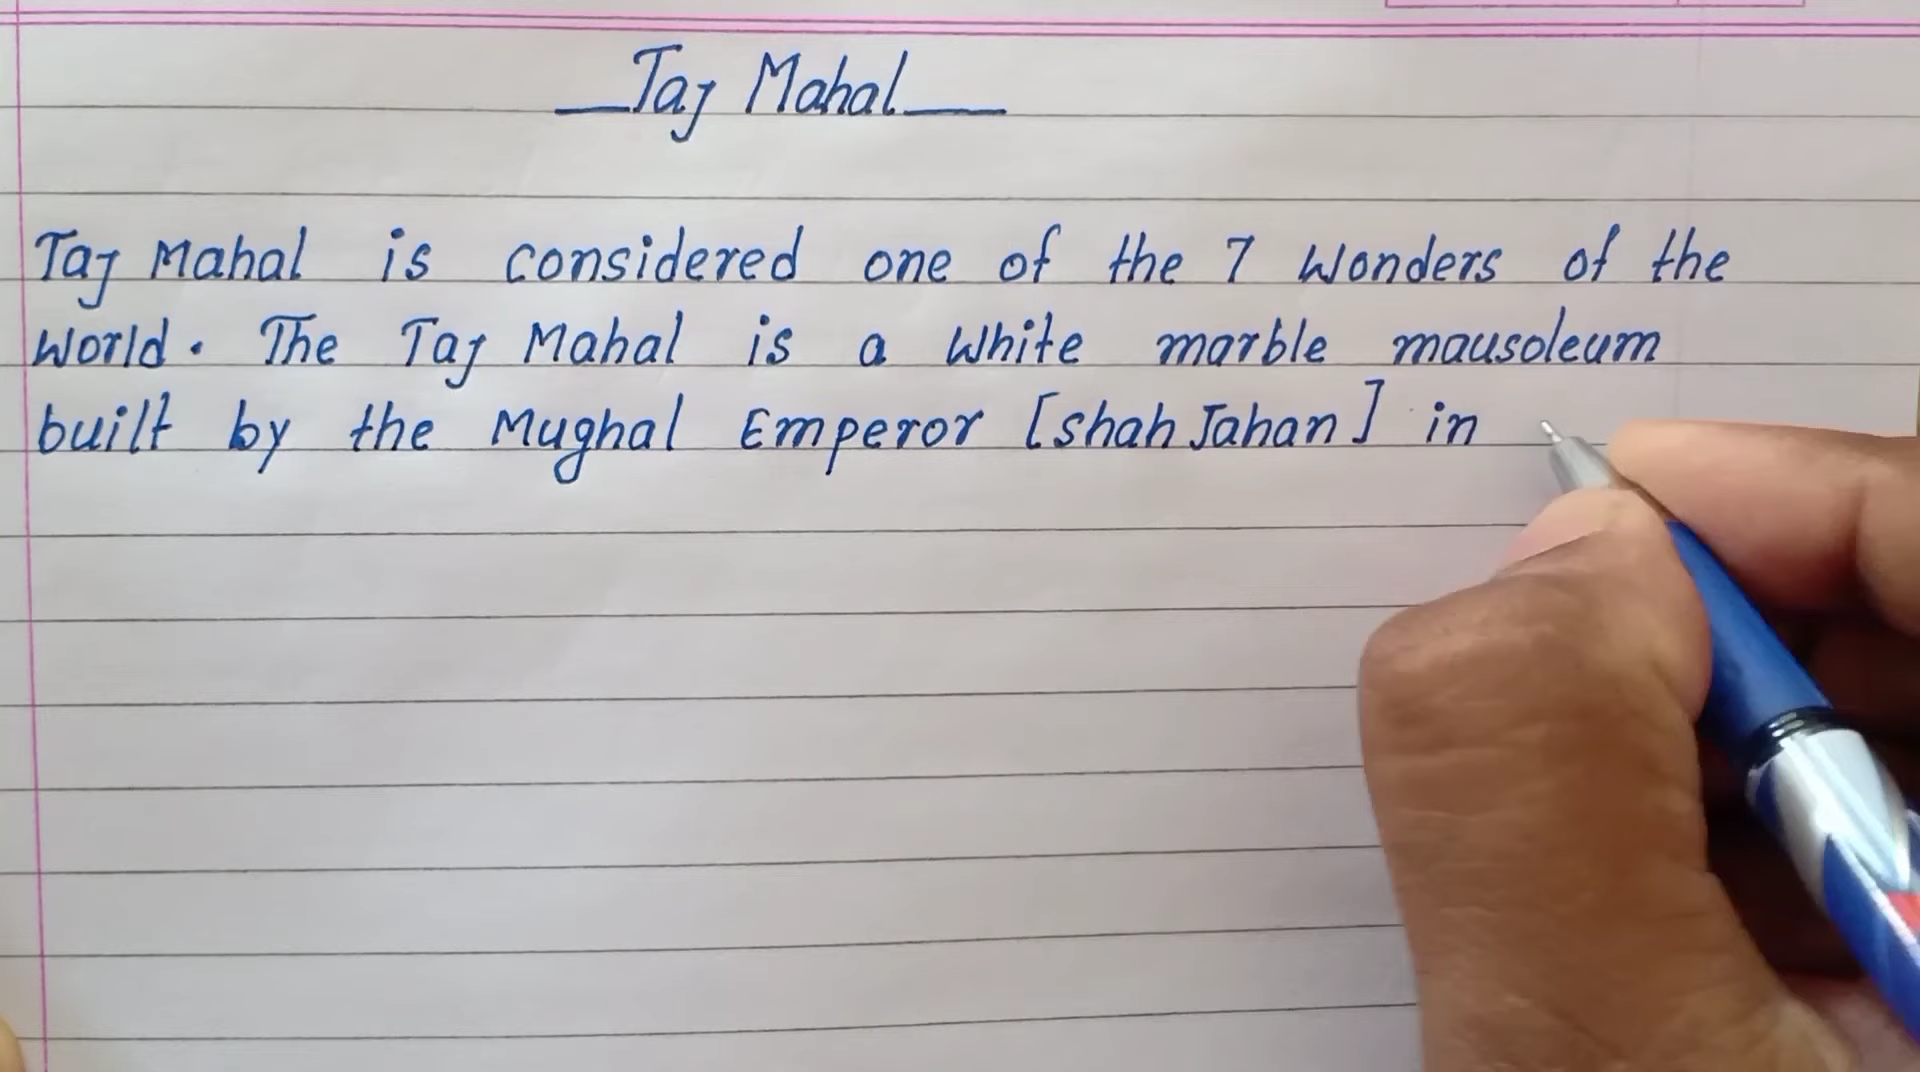 Taj Mahal
Taj Mahal is considered one of the 7 Wonders of the
World. The Taj Mahal is a White marble mausoleum
built by the Mughal Emperor [shah Jahan] in